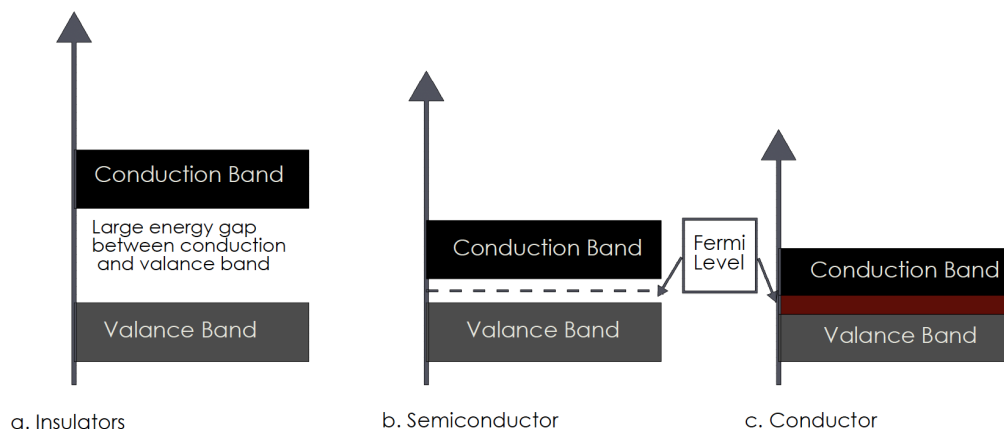 Conduction Band
Large energy gap
between conduction
and valance band
Valance Band
a. Insulators
Conduction Band
Valance Band
b. Semiconductor
Fermi
Level
Conduction Band
Valance Band
c. Conductor